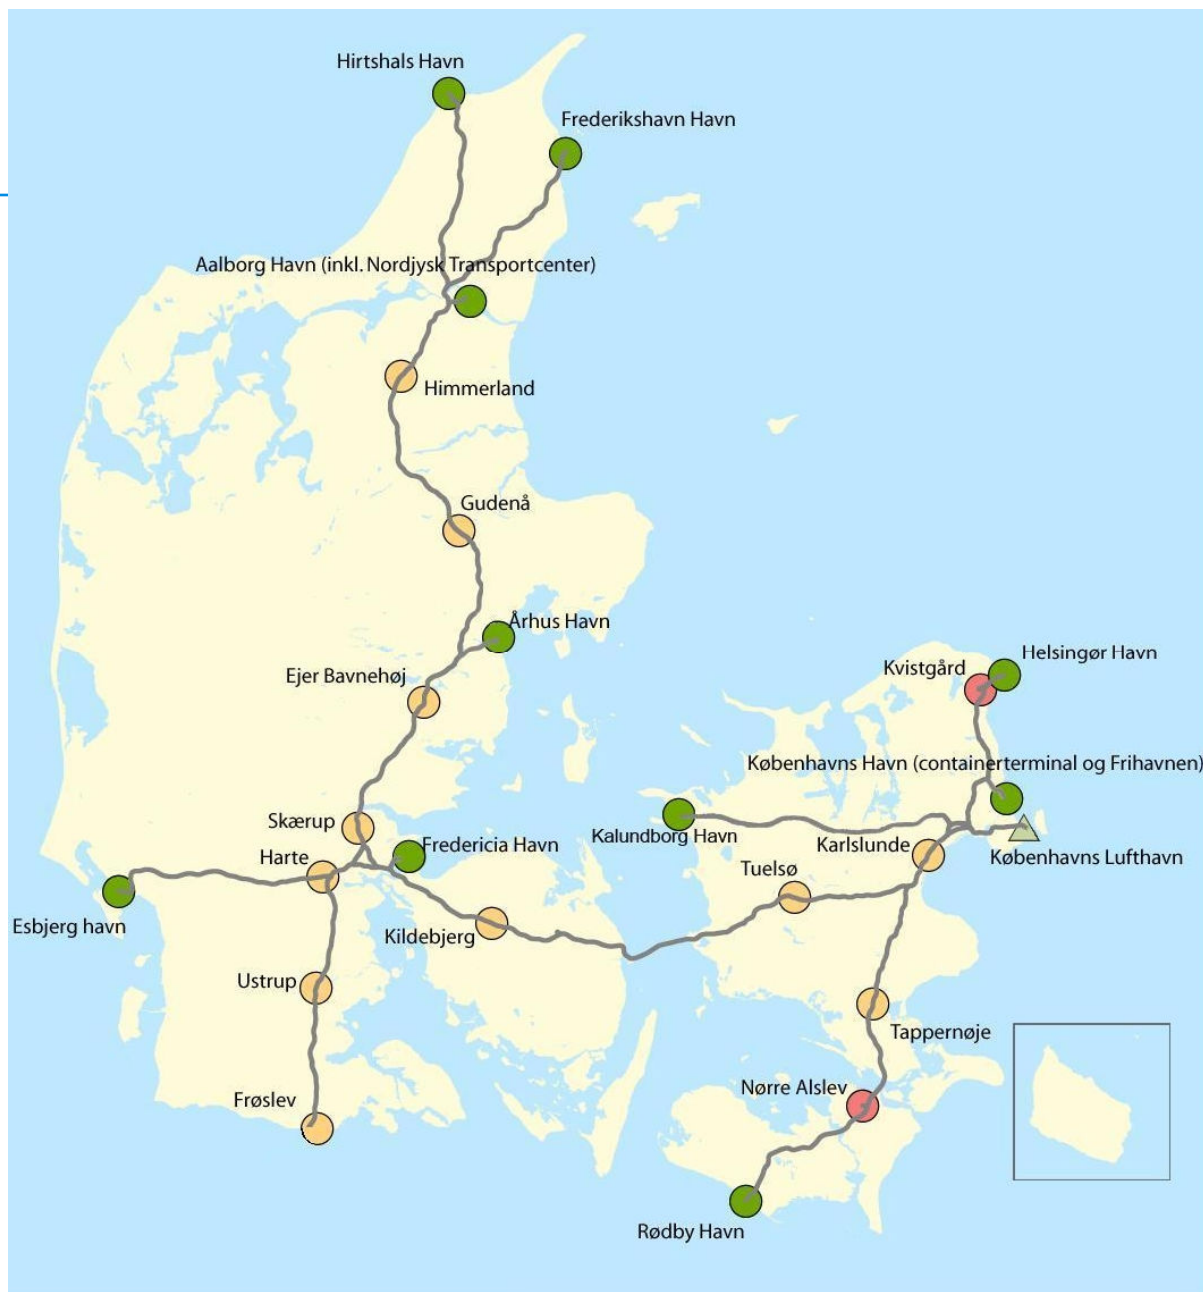 Hirtshals Havn
Frederikshavn Havn
Aalborg Havn (inkl. Nordjysk Transportcenter)
Himmerland
Gudenå
Århus Havn
Helsingør Havn
Kvistgård
Ejer Bavnehøj
Københavns Havn (containerterminal og Frihavnen)
Skærup
Kalundborg Havn
Fredericia Havn
Karlslunde
Harte
Københavns Lufthavn
Tuelsø
Esbjerg havn
Kildebjerg
Ustrup
Tappernøje
Nørre Alslev
Frøslev
Rødby Havn